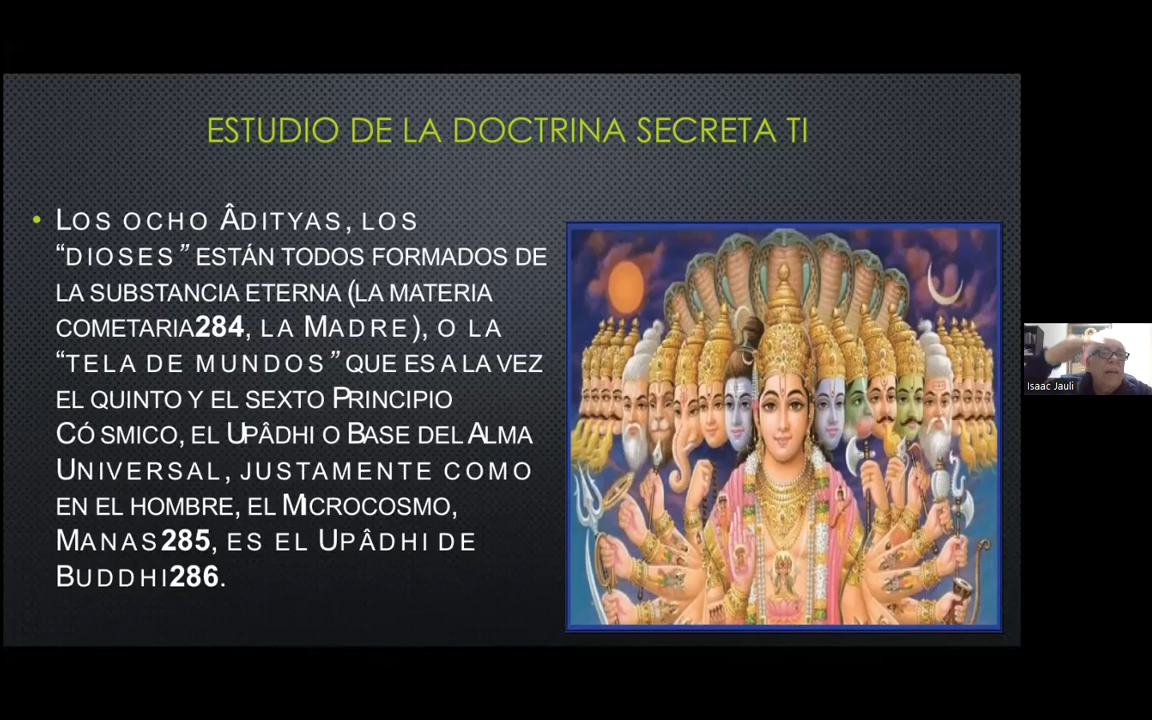 ESTUDIO DE LA DOCTRINA SECRETA TI
• LOS OCHO ÂDITYAS, LOS
“DIOSES” ESTÁN TODOS FORMADOS DE
LA SUBSTANCIA ETERNA (LA MATERIA
COMETARIA284, LA MADRE), O LA
“TELA DE MUNDOS” QUE ES A LA VEZ
EL QUINTO Y EL SEXTO PRINCIPIO
CÓ SMICO, EL UPÂDHI O BASE DEL ALMA
UNIVERSAL, JUSTAMENTE COMO
EN EL HOMBRE, EL MICROCOSMO,
MANAS285, ES EL UPÂDHI DE
BUDDHI286.
Isaac Jauli